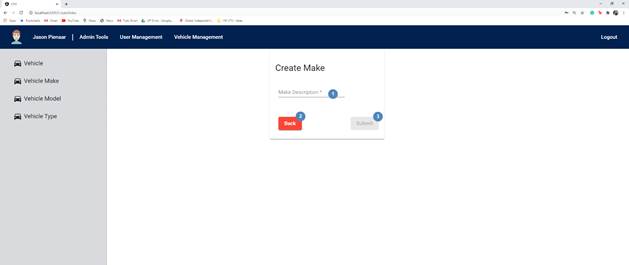 Jason Pienaar | Admin Tools User Management Vehicle Management Logout
Vehicle
Vehicle Make
Vehicle Model
Vehicle Type
Create Make
Make Description *
1
2
3
Back
Submit